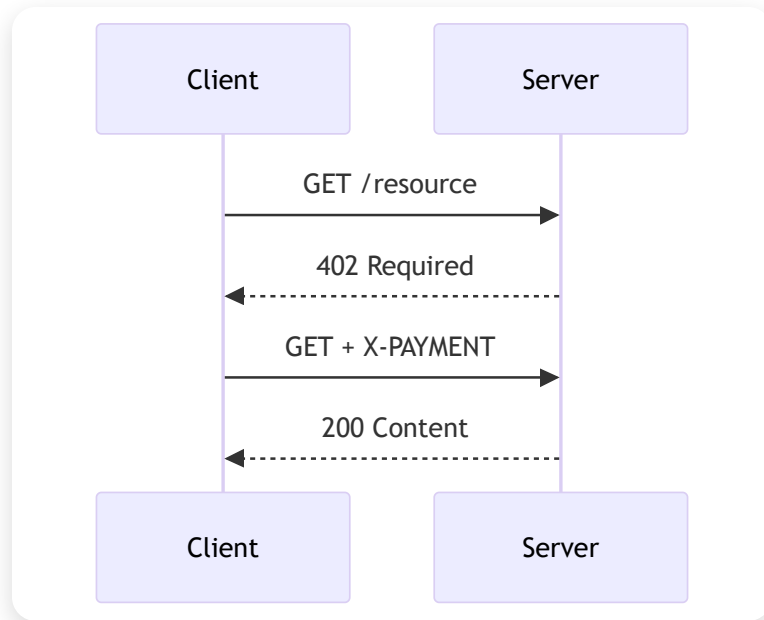 Client
Server
GET /resource
402 Required
GET + X-PAYMENT
200 Content
Client
Server